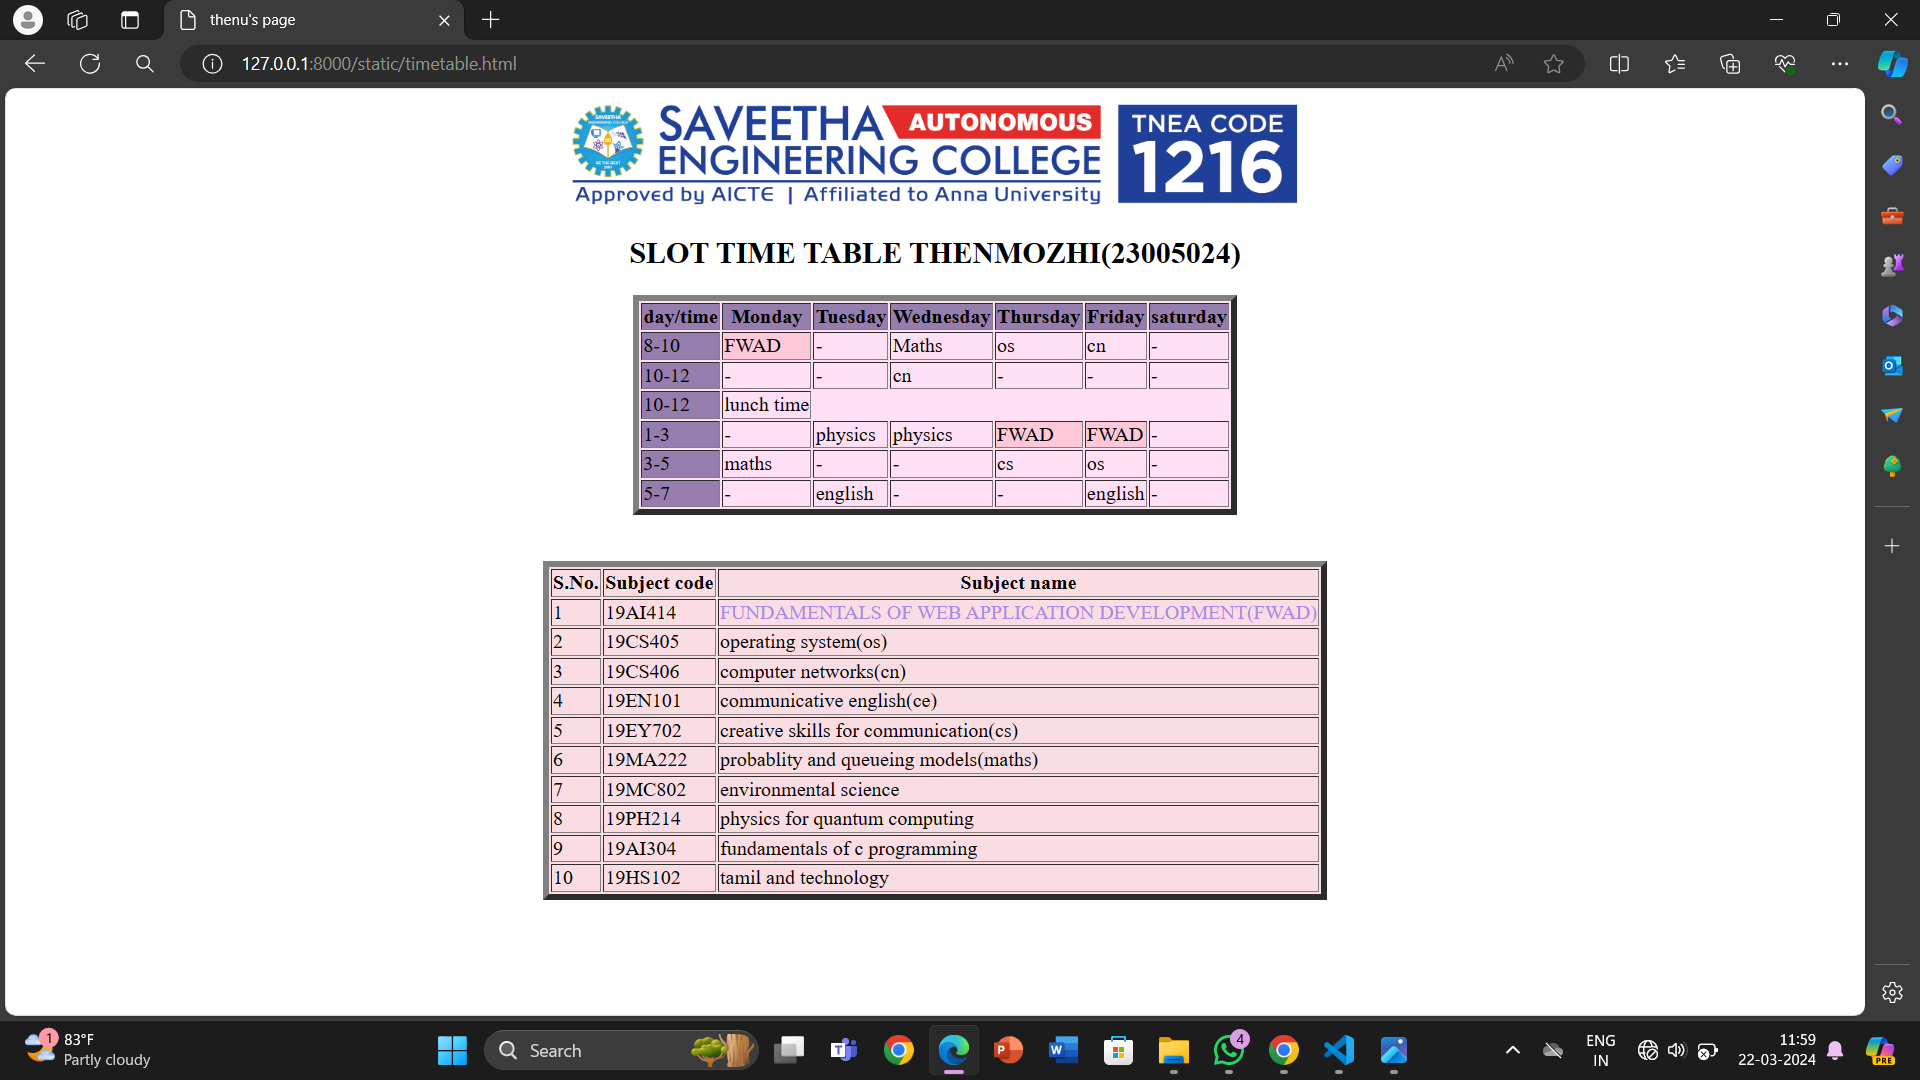 thenu's page
127.0.0.1:8000/static/timetable.html
SAVEETHA AUTONOMOUS
ENGINEERING COLLEGE
Approved by AICTE | Affiliated to Anna University
TNEA CODE
1216
SLOT TIME TABLE THENMOZHI(23005024)
day/time Monday Tuesday Wednesday Thursday Friday saturday
8-10 FWAD - Maths os cn -
10-12 - - cn - - -
10-12 lunch time
1-3 - physics physics FWAD FWAD -
3-5 maths - - cs os -
5-7 - english - - english -
S.No. Subject code Subject name
1 19AI414 FUNDAMENTALS OF WEB APPLICATION DEVELOPMENT(FWAD)
2 19CS405 operating system(os)
3 19CS406 computer networks(cn)
4 19EN101 communicative english(ce)
5 19EY702 creative skills for communication(cs)
6 19MA222 probablity and queueing models(maths)
7 19MC802 environmental science
8 19PH214 physics for quantum computing
9 19AI304 fundamentals of c programming
10 19HS102 tamil and technology
1 83°F
Partly cloudy
Search
4
ENG
IN
11:59
22-03-2024
PRE